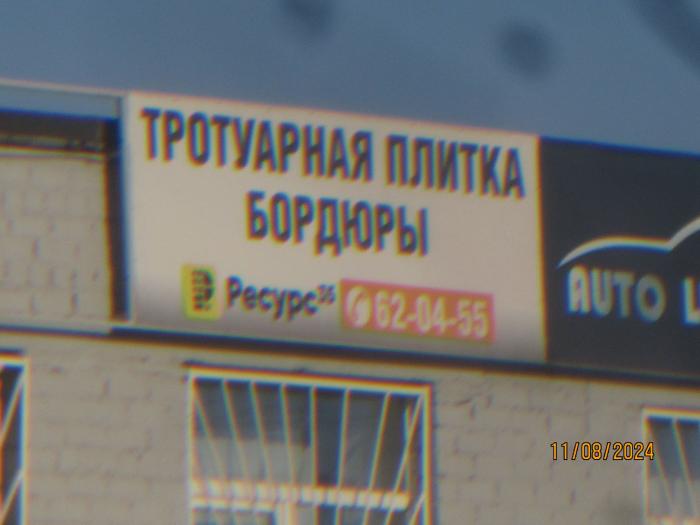 ТРОТУАРНАЯ ПЛИТКА
БОРДЮРЫ
Ресурс36 62-04-55
AUTO L
11/08/2024